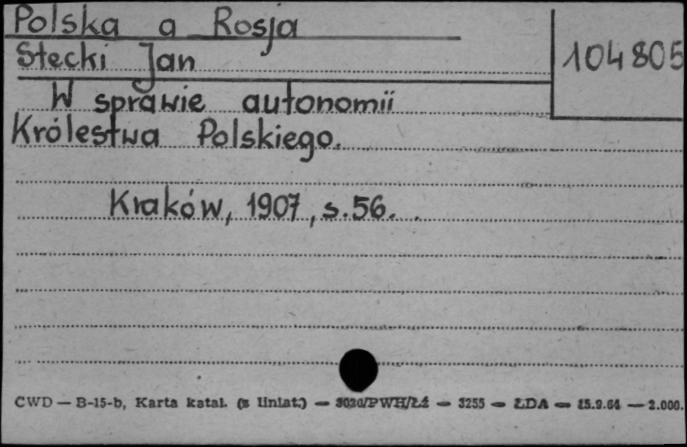 Polska a Rosja
Stecki Jan
104805
W sprawie autonomii
Królestwa Polskiego.
Kraków, 1907, s. 56.
CWD — B-15-b, Karta katal. (z liniat.) — 3030/PWH/Łź — 3255 — ŁDA — 15.9.64 — 2.000.